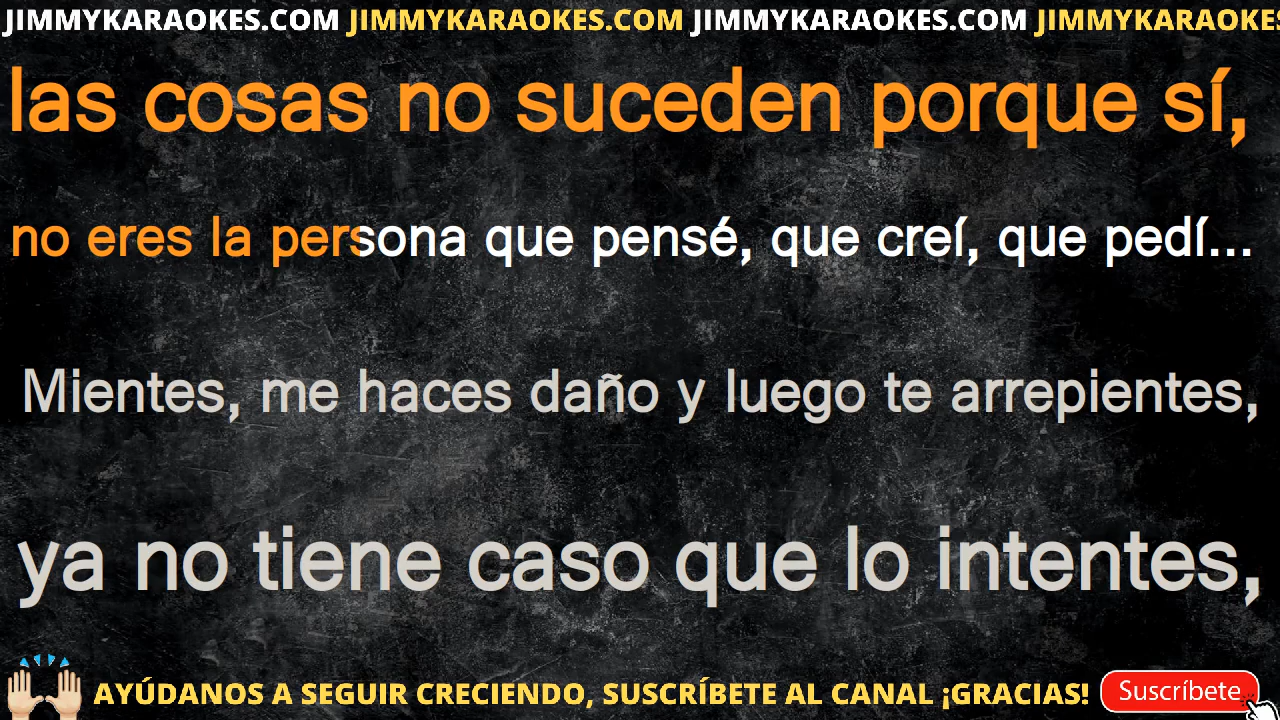 JIMMYKARAOKES.COM JIMMYKARAOKES.COM JIMMYKARAOKES.COM JIMMYKARAOKE
las cosas no suceden porque sí,
no eres la persona que pensé, que creí, que pedí...
Mientes, me haces daño y luego te arrepientes,
ya no tiene caso que lo intentes,
AYÚDANOS A SEGUIR CRECIENDO, SUSCRÍBETE AL CANAL ¡GRACIAS! Suscríbete